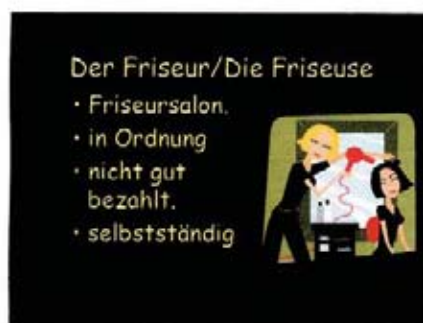 Der Friseur/Die Friseuse
• Friseursalon.
• in Ordnung
• nicht gut
bezahlt.
• selbstständig